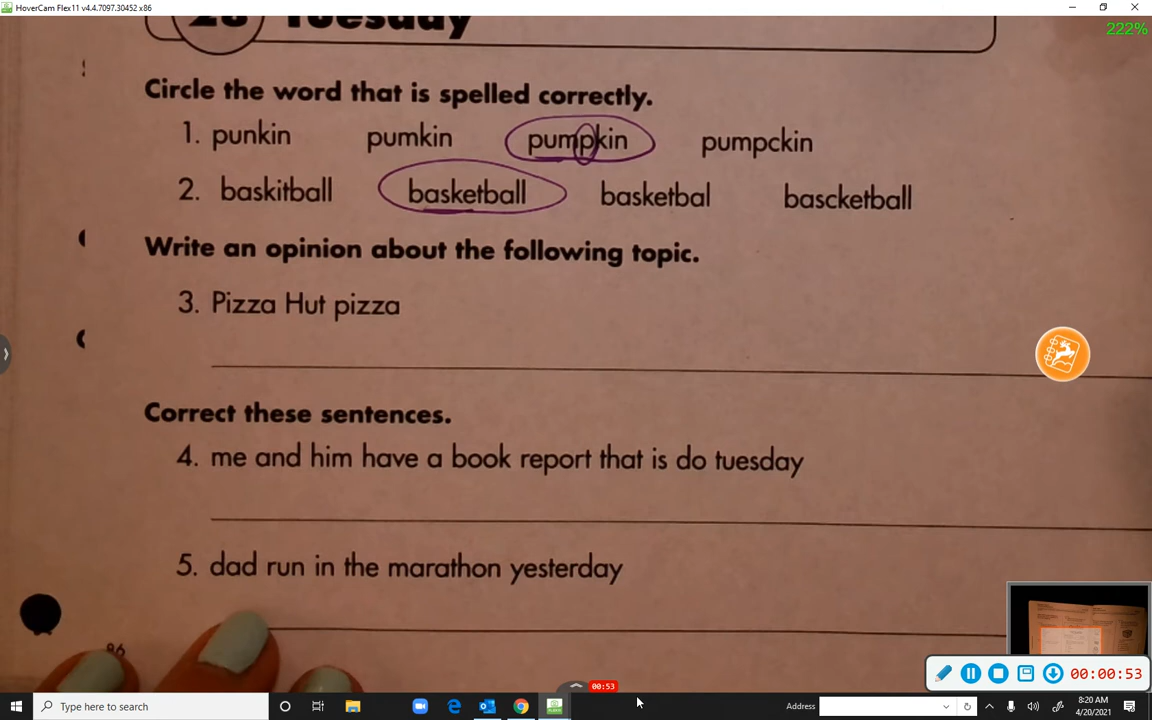 HoverCam Flex11 v4.4.7097.30452 x86
222%
28 Tuesday
Circle the word that is spelled correctly.
1. punkin pumkin pumpkin pumpckin
2. baskitball basketball basketbal bascketball
Write an opinion about the following topic.
3. Pizza Hut pizza
Correct these sentences.
4. me and him have a book report that is do tuesday
5. dad run in the marathon yesterday
86
00:00:53
00:53
Type here to search
Address
8:20 AM
4/20/2021